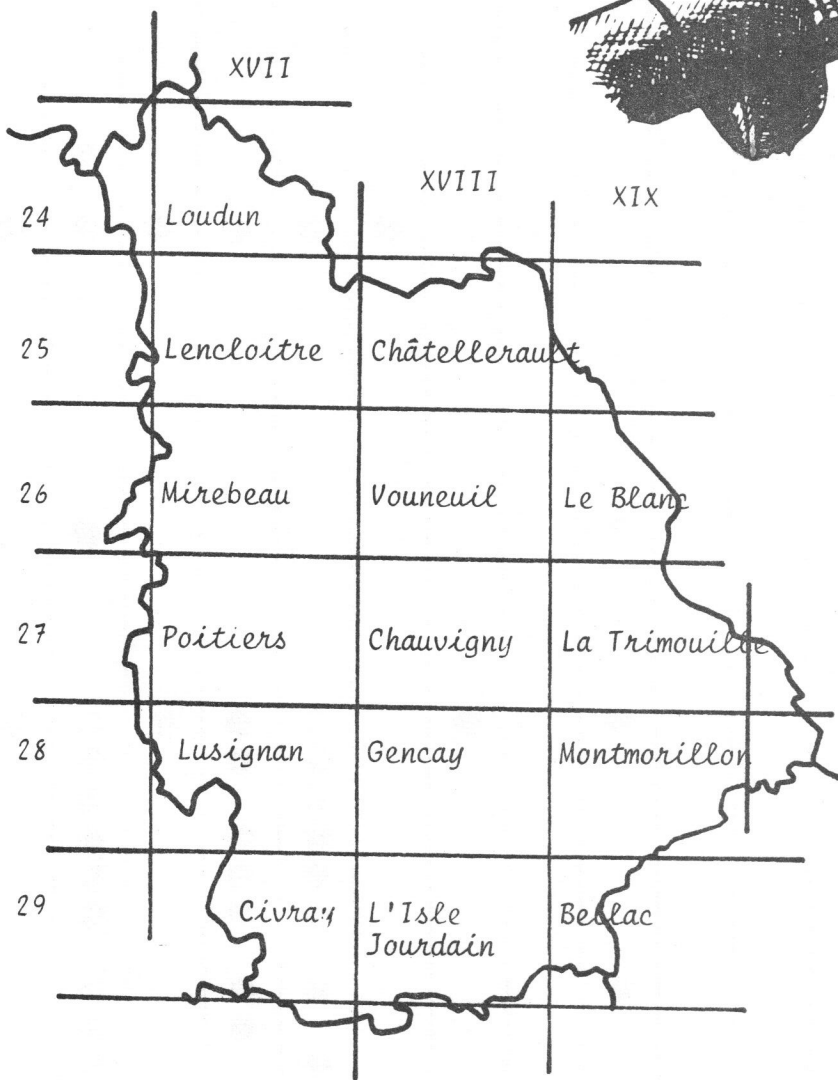 XVII
XVIII
XIX
24 Loudun
25 Lencloitre Châtellerault
26 Mirebeau Vouneuil Le Blanc
27 Poitiers Chauvigny La Trimouille
28 Lusignan Gencay Montmorillon
29 Civray L'Isle Bellac
Jourdain